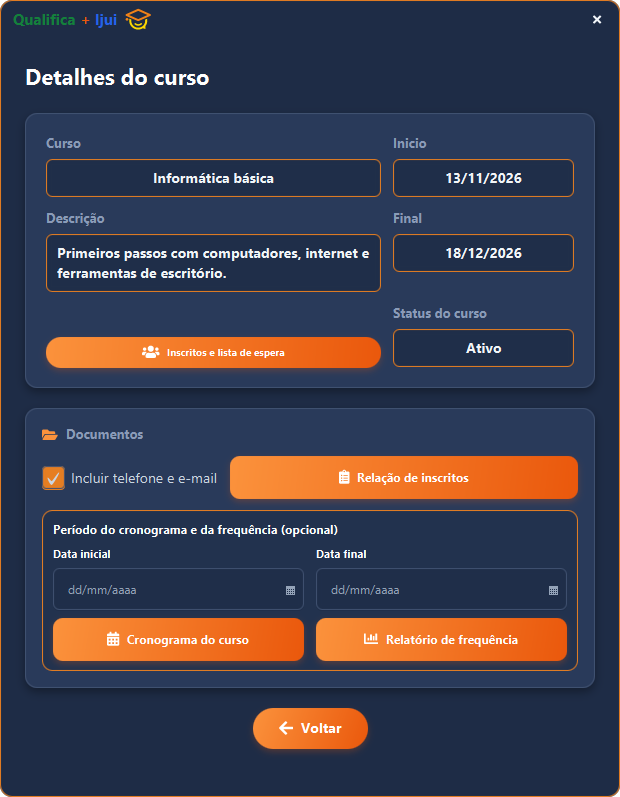 Qualifica + Ijui
×
Detalhes do curso
Curso
Inicio
Informática básica
13/11/2026
Descrição
Final
Primeiros passos com computadores, internet e
ferramentas de escritório.
18/12/2026
Status do curso
Inscritos e lista de espera
Ativo
Documentos
Incluir telefone e e-mail
Relação de inscritos
Período do cronograma e da frequência (opcional)
Data inicial
Data final
dd/mm/aaaa
dd/mm/aaaa
Cronograma do curso
Relatório de frequência
Voltar